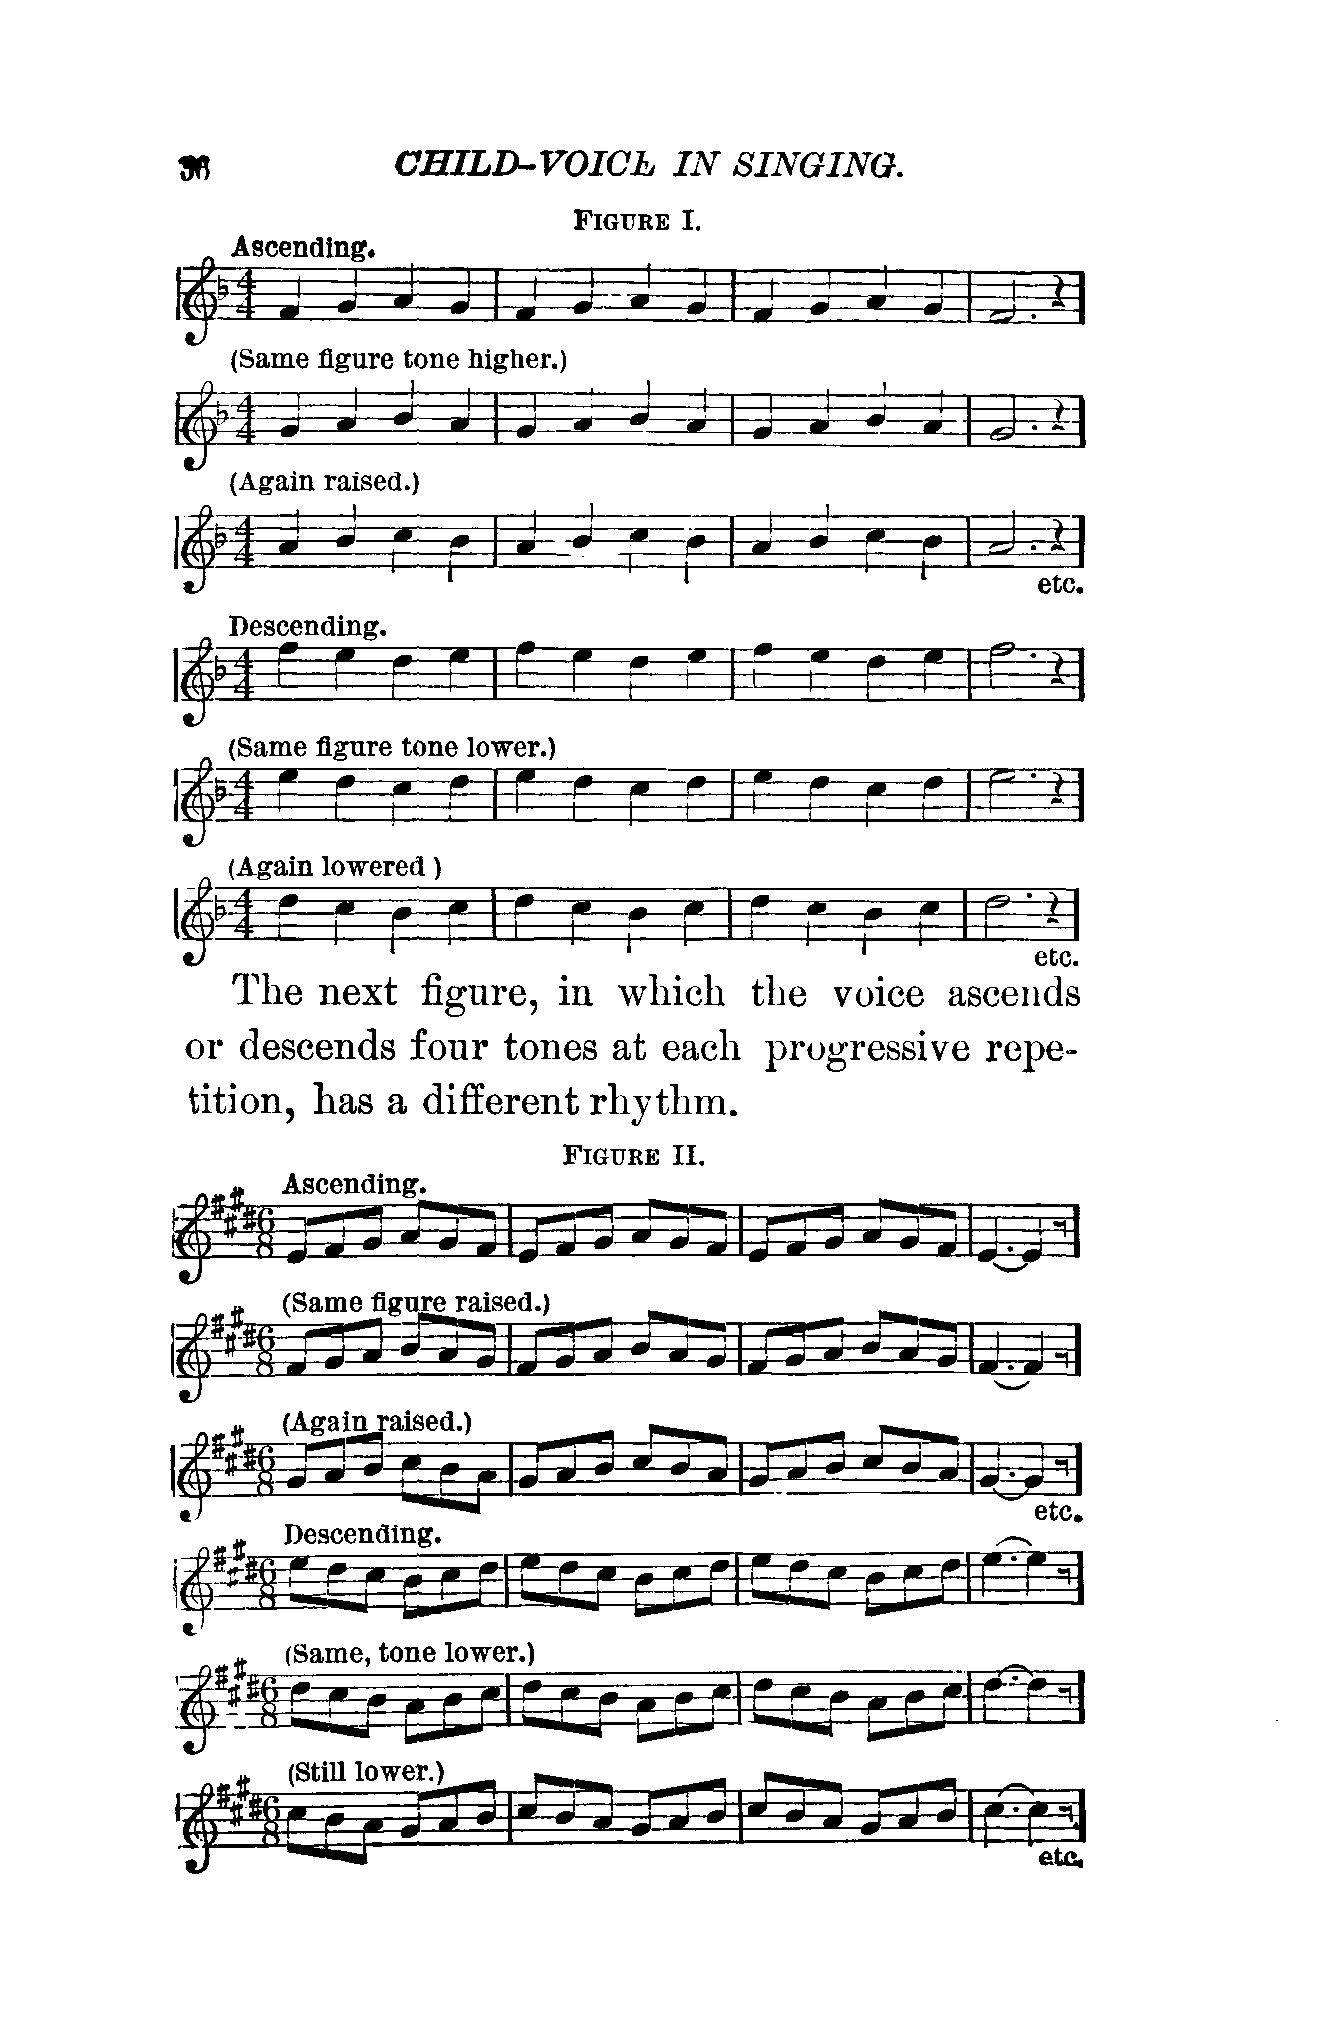 CHILD-VOICE IN SINGING.
FIGURE I.
Ascending.
(Same figure tone higher.)
(Again raised.)
etc.
Descending.
(Same figure tone lower.)
(Again lowered )
etc.
The next figure, in which the voice ascends
or descends four tones at each progressive repe-
tition, has a different rhythm.
FIGURE II.
Ascending.
(Same figure raised.)
(Again raised.)
etc.
Descending.
(Same, tone lower.)
(Still lower.)
etc.